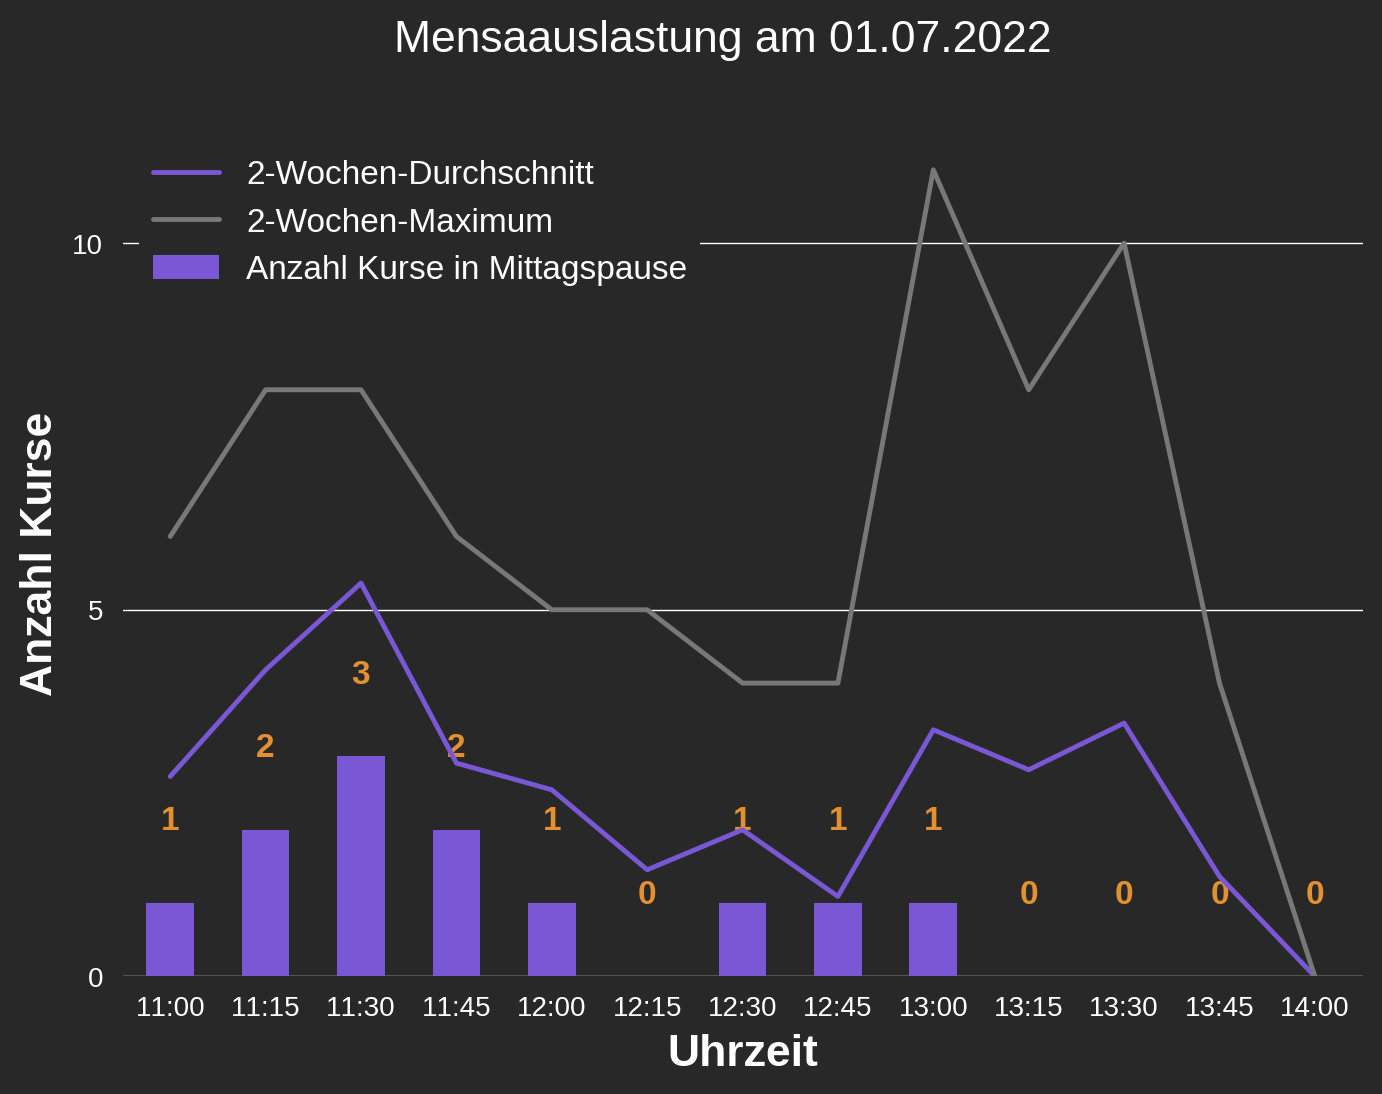 Mensaauslastung am 01.07.2022
2-Wochen-Durchschnitt
2-Wochen-Maximum
Anzahl Kurse in Mittagspause
Anzahl Kurse
10
5
0
1
2
3
2
1
0
1
1
1
0
0
0
0
11:00 11:15 11:30 11:45 12:00 12:15 12:30 12:45 13:00 13:15 13:30 13:45 14:00
Uhrzeit